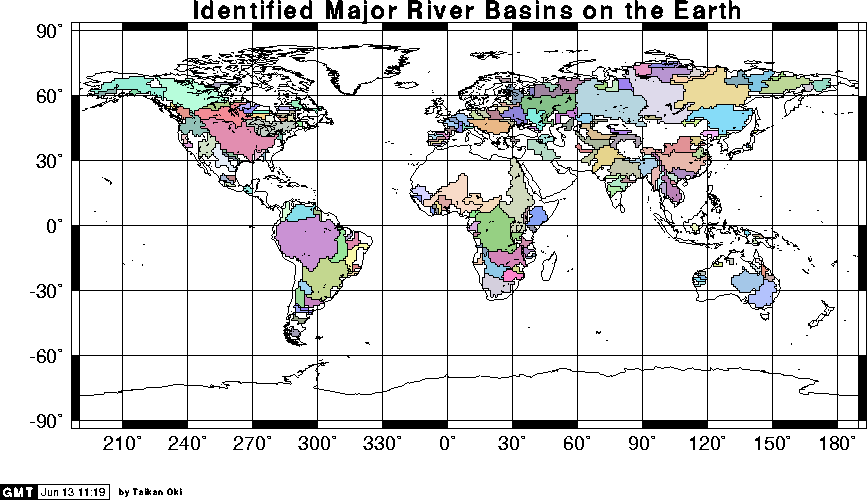 Identified Major River Basins on the Earth
90°
60°
30°
0°
-30°
-60°
-90°
210° 240° 270° 300° 330° 0° 30° 60° 90° 120° 150° 180°
GMT Jun 13 11:19 by Taikan Oki